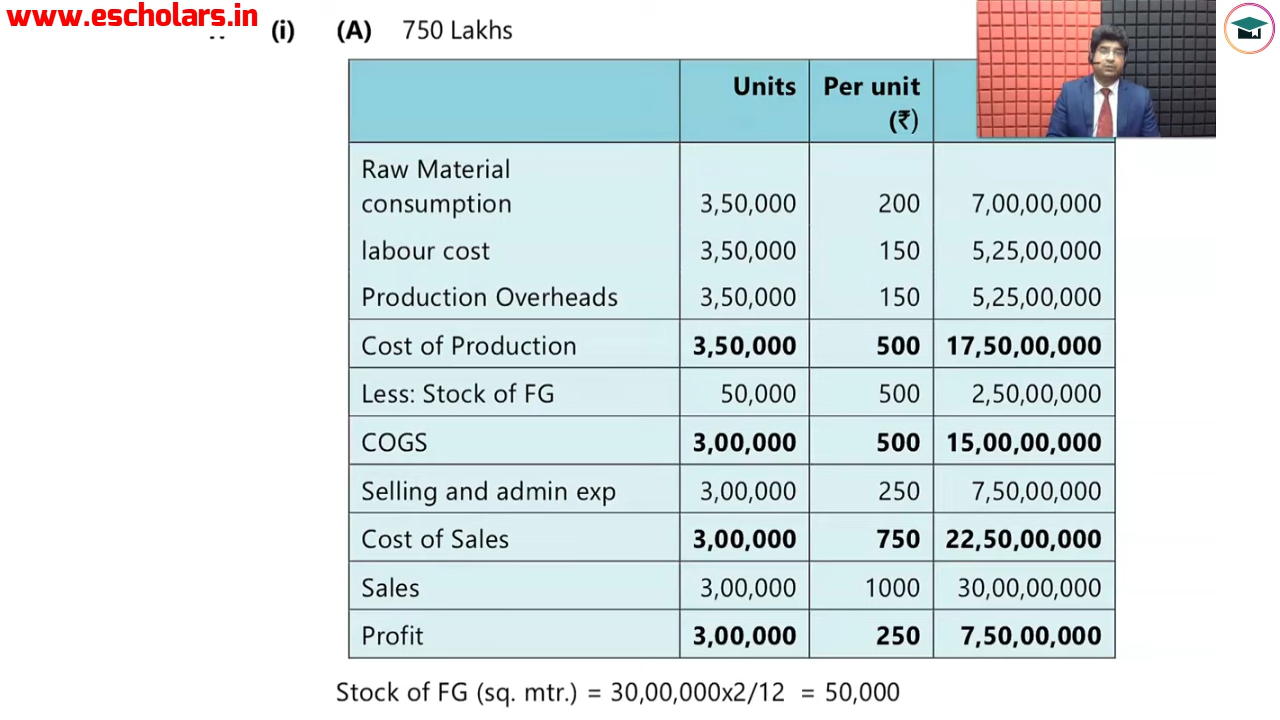 www.escholars.in
(i) (A) 750 Lakhs
Units Per unit
(₹)
Raw Material
consumption 3,50,000 200 7,00,00,000
labour cost 3,50,000 150 5,25,00,000
Production Overheads 3,50,000 150 5,25,00,000
Cost of Production 3,50,000 500 17,50,00,000
Less: Stock of FG 50,000 500 2,50,00,000
COGS 3,00,000 500 15,00,00,000
Selling and admin exp 3,00,000 250 7,50,00,000
Cost of Sales 3,00,000 750 22,50,00,000
Sales 3,00,000 1000 30,00,00,000
Profit 3,00,000 250 7,50,00,000
Stock of FG (sq. mtr.) = 30,00,000x2/12 = 50,000